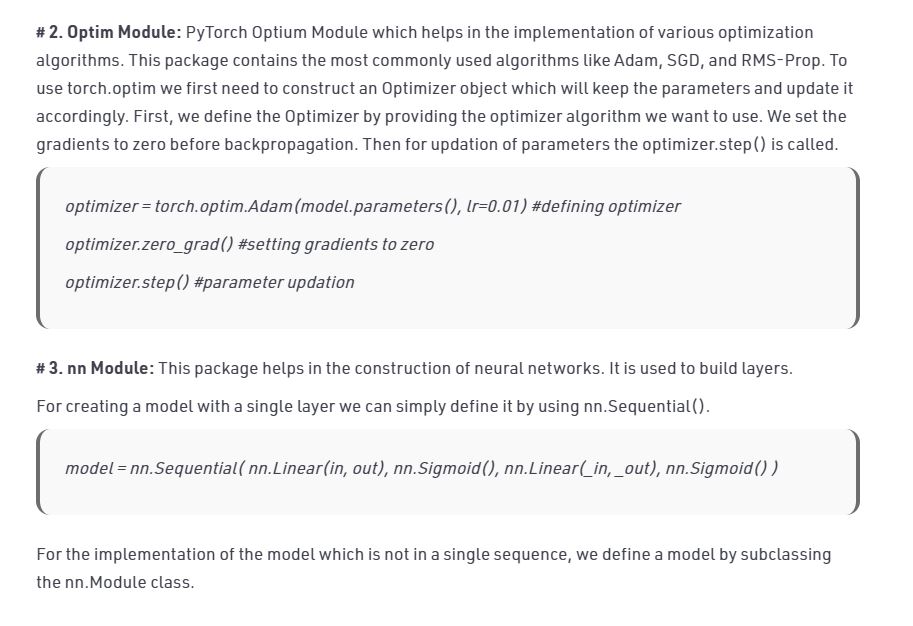 # 2. Optim Module: PyTorch Optium Module which helps in the implementation of various optimization
algorithms. This package contains the most commonly used algorithms like Adam, SGD, and RMS-Prop. To
use torch.optim we first need to construct an Optimizer object which will keep the parameters and update it
accordingly. First, we define the Optimizer by providing the optimizer algorithm we want to use. We set the
gradients to zero before backpropagation. Then for updation of parameters the optimizer.step() is called.
optimizer = torch.optim.Adam(model.parameters(), lr=0.01) #defining optimizer
optimizer.zero_grad() #setting gradients to zero
optimizer.step() #parameter updation
# 3. nn Module: This package helps in the construction of neural networks. It is used to build layers.
For creating a model with a single layer we can simply define it by using nn.Sequential().
model = nn.Sequential( nn.Linear(in, out), nn.Sigmoid(), nn.Linear(_in,_out), nn.Sigmoid() )
For the implementation of the model which is not in a single sequence, we define a model by subclassing
the nn.Module class.